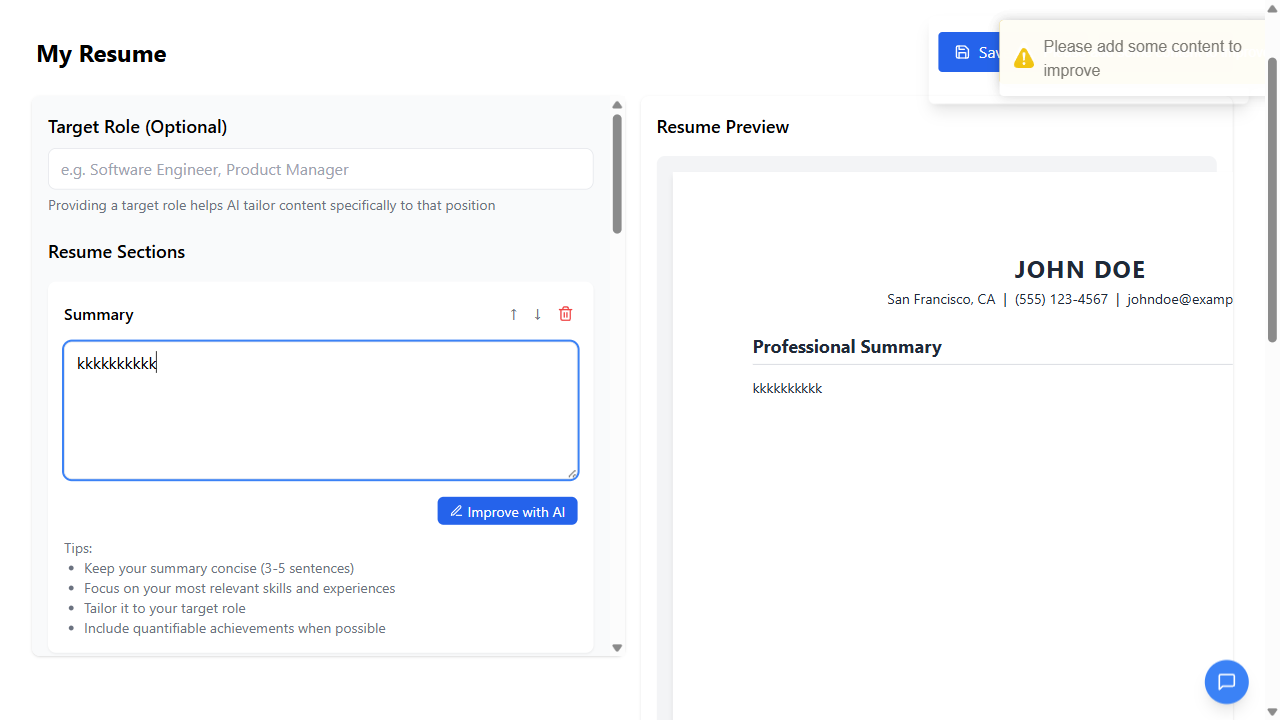 My Resume
Sav
Please add some content to
improve
Target Role (Optional)
e.g. Software Engineer, Product Manager
Providing a target role helps AI tailor content specifically to that position
Resume Sections
Summary
↑ ↓
kkkkkkkkkk
Improve with AI
Tips:
• Keep your summary concise (3-5 sentences)
• Focus on your most relevant skills and experiences
• Tailor it to your target role
• Include quantifiable achievements when possible
Resume Preview
JOHN DOE
San Francisco, CA | (555) 123-4567 | johndoe@examp
Professional Summary
kkkkkkkkkk